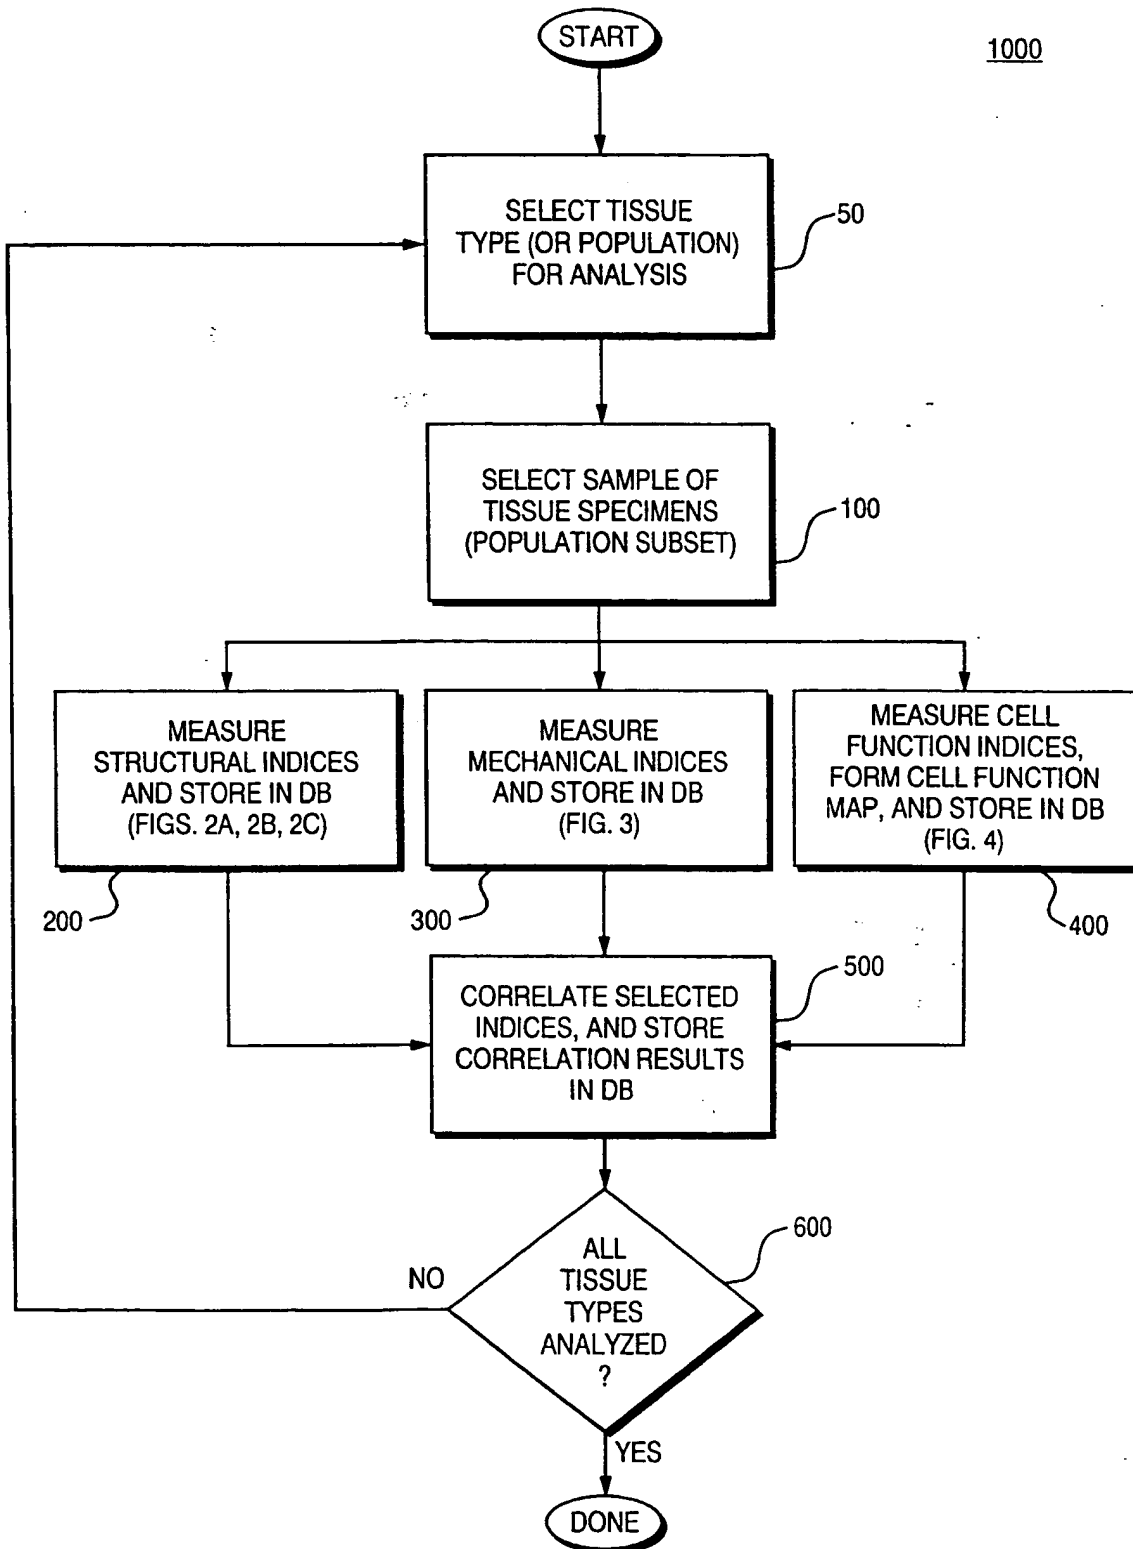 START
1000
SELECT TISSUE
TYPE (OR POPULATION)
FOR ANALYSIS
50
SELECT SAMPLE OF
TISSUE SPECIMENS
(POPULATION SUBSET)
100
MEASURE
STRUCTURAL INDICES
AND STORE IN DB
(FIGS. 2A, 2B, 2C)
200
MEASURE
MECHANICAL INDICES
AND STORE IN DB
(FIG. 3)
300
MEASURE CELL
FUNCTION INDICES,
FORM CELL FUNCTION
MAP, AND STORE IN DB
(FIG. 4)
400
CORRELATE SELECTED
INDICES, AND STORE
CORRELATION RESULTS
IN DB
500
ALL
TISSUE
TYPES
ANALYZED
?
600
NO
YES
DONE